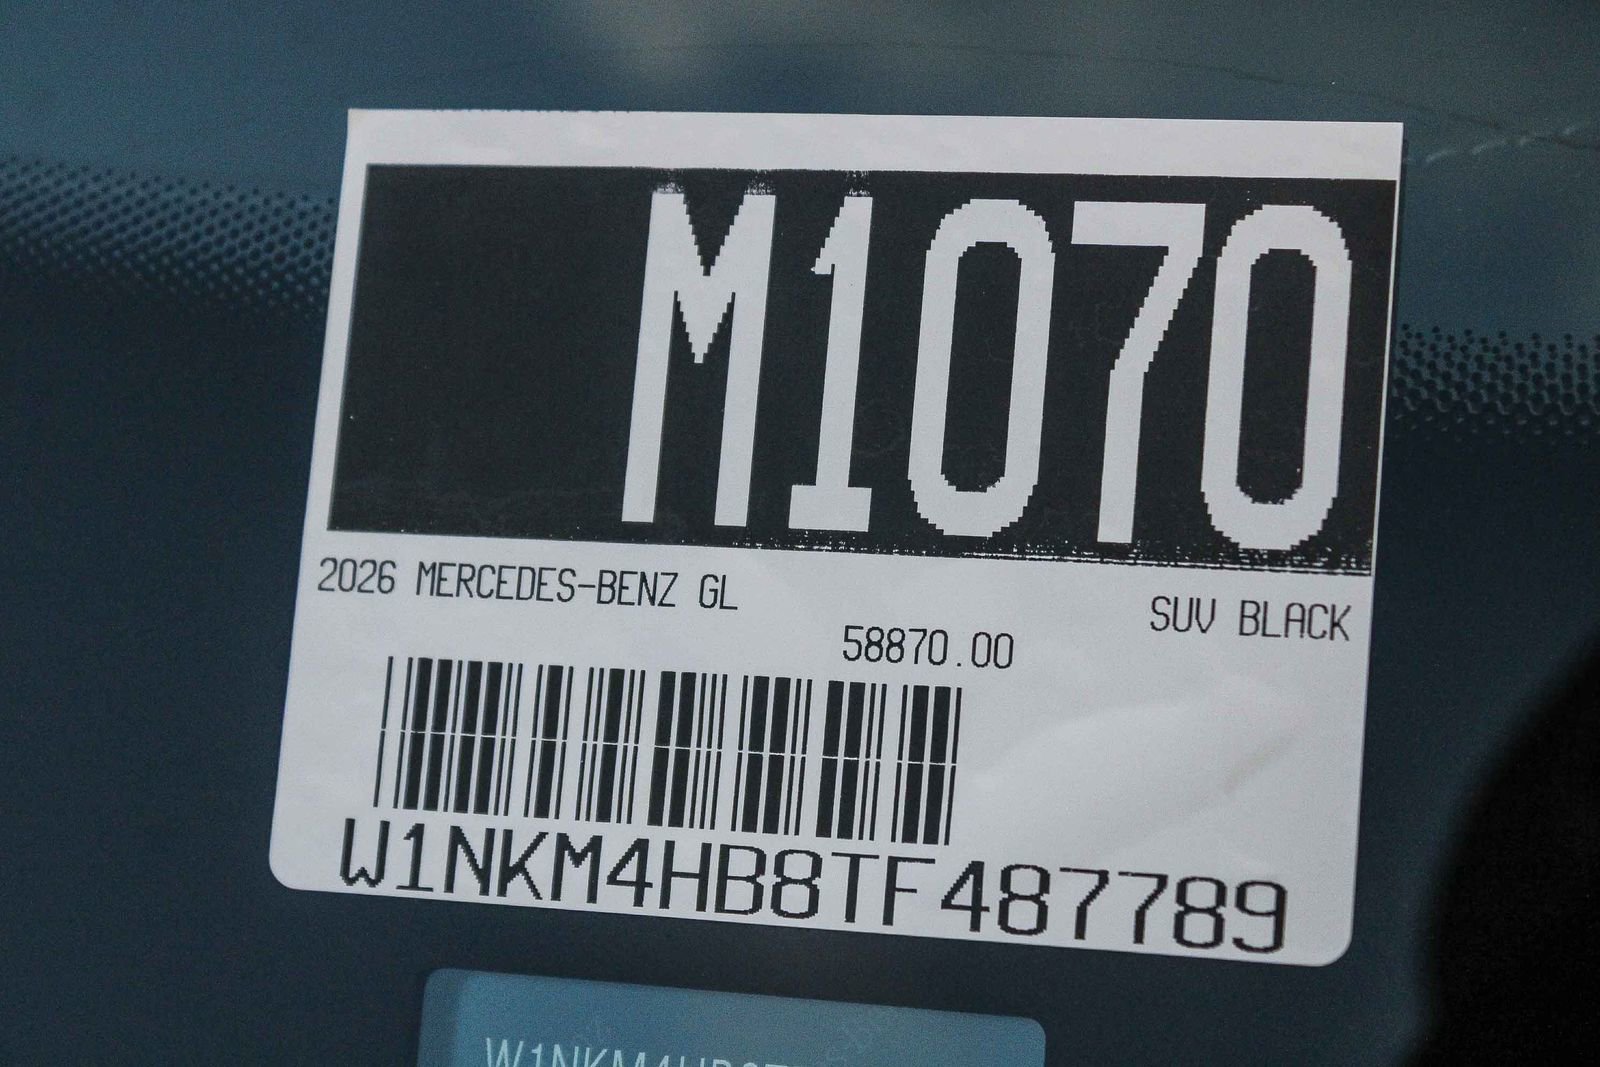 M1070
2026 MERCEDES-BENZ GL SUV BLACK
58870.00
W1NKM4HB8TF487789